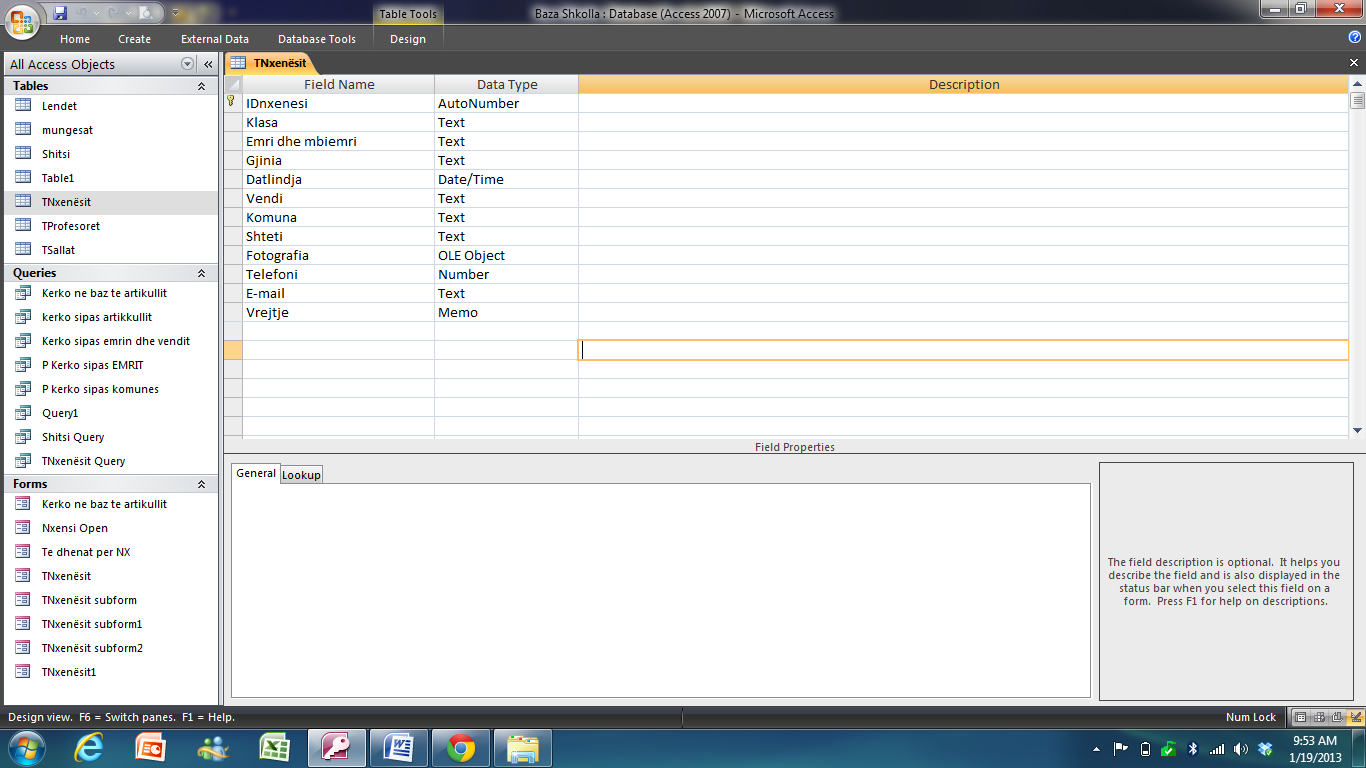 Table Tools
Baza Shkolla : Database (Access 2007) - Microsoft Access
Home Create External Data Database Tools Design
All Access Objects «
Tables
Lendet
mungesat
Shitsi
Table1
TNxenësit
TProfesoret
TSallat
Queries
Kerko ne baz te artikullit
kerko sipas artikkullit
Kerko sipas emrin dhe vendit
P Kerko sipas EMRIT
P kerko sipas komunes
Query1
Shitsi Query
TNxenësit Query
Forms
Kerko ne baz te artikullit
Nxensi Open
Te dhenat per NX
TNxenësit
TNxenësit subform
TNxenësit subform1
TNxenësit subform2
TNxenësit1
TNxenësit
Field Name Data Type Description
IDnxenesi AutoNumber
Klasa Text
Emri dhe mbiemri Text
Gjinia Text
Datlindja Date/Time
Vendi Text
Komuna Text
Shteti Text
Fotografia OLE Object
Telefoni Number
E-mail Text
Vrejtje Memo
Field Properties
General Lookup
The field description is optional. It helps you
describe the field and is also displayed in the
status bar when you select this field on a
form. Press F1 for help on descriptions.
Design view. F6 = Switch panes. F1 = Help.
Num Lock
9:53 AM
1/19/2013